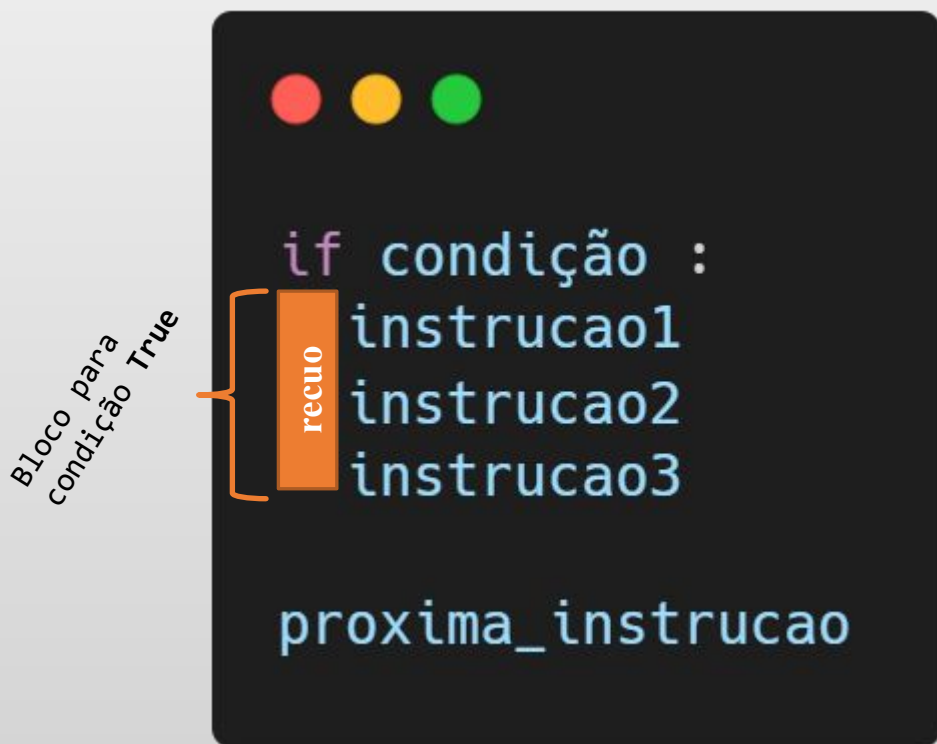 if condição :
instrucao1
instrucao2
instrucao3
proxima_instrucao
recuo
Bloco para
condição True